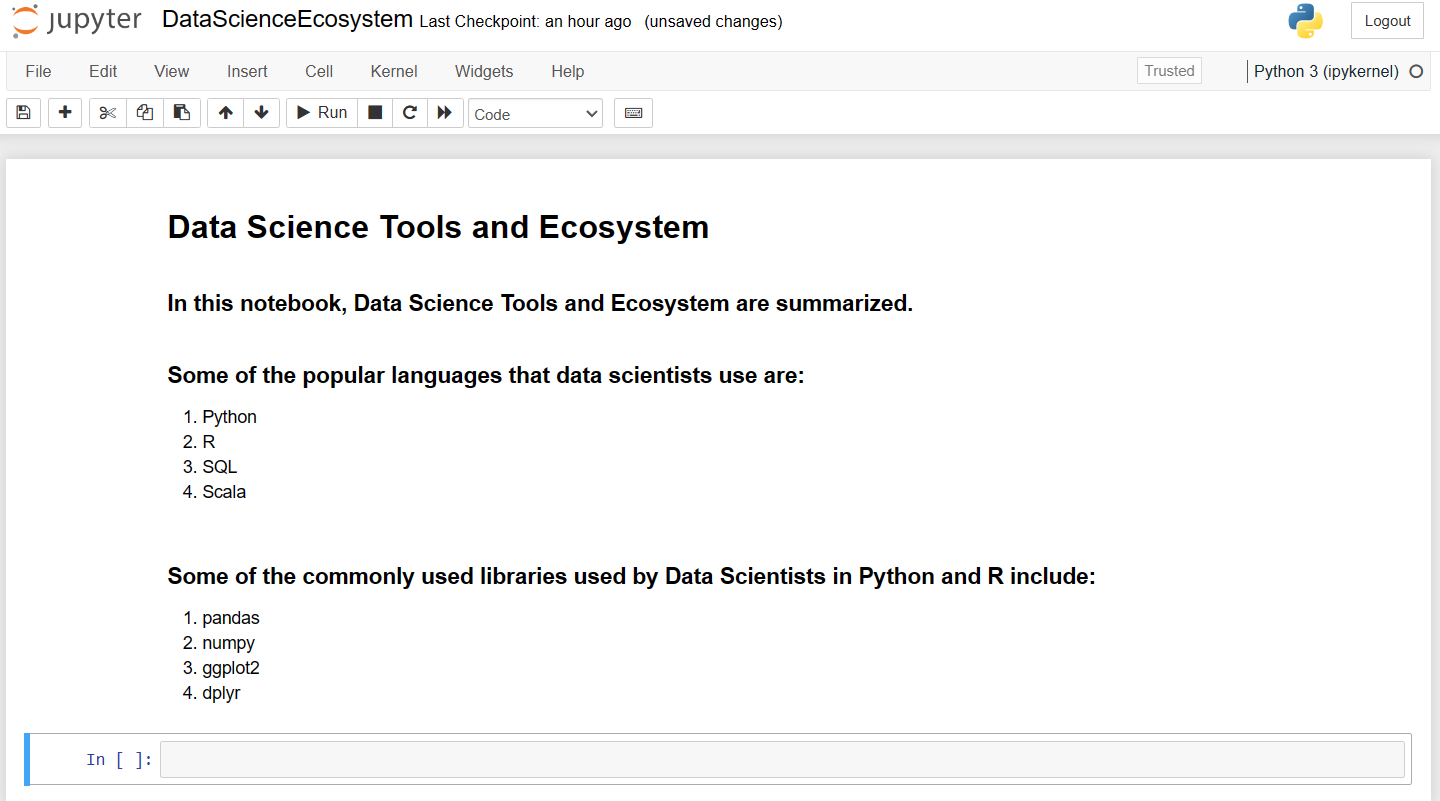 jupyter DataScienceEcosystem Last Checkpoint: an hour ago (unsaved changes) Logout
File Edit View Insert Cell Kernel Widgets Help Trusted Python 3 (ipykernel)
Run Code
Data Science Tools and Ecosystem
In this notebook, Data Science Tools and Ecosystem are summarized.
Some of the popular languages that data scientists use are:
1. Python
2. R
3. SQL
4. Scala
Some of the commonly used libraries used by Data Scientists in Python and R include:
1. pandas
2. numpy
3. ggplot2
4. dplyr
In [ ]: